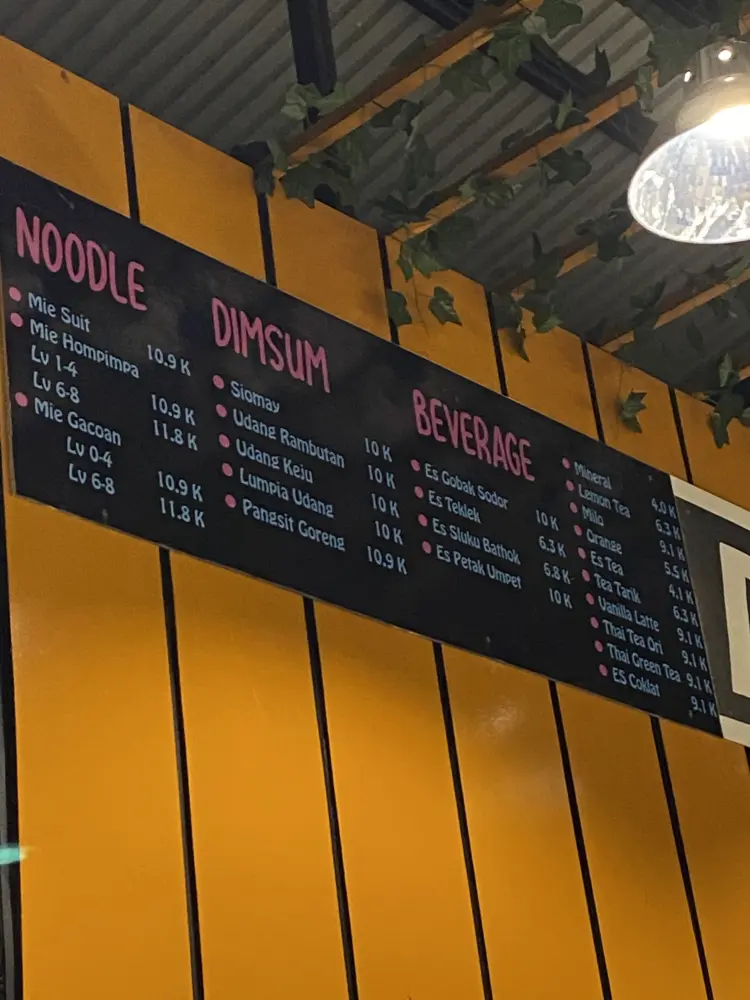 NOODLE
Mie Suit 10.9 K
Mie Hompimpa
Lv 1-4 10.9 K
Lv 6-8 11.8 K
Mie Gacoan
Lv 0-4 10.9 K
Lv 6-8 11.8 K
DIMSUM
Siomay 10 K
Udang Rambutan 10 K
Udang Keju 10 K
Lumpia Udang 10 K
Pangsit Goreng 10.9 K
BEVERAGE
Es Gobak Sodor 10 K
Es Teklek 6.3 K
Es Sluku Bathok 6.8 K
Es Petak Umpet 10 K
Mineral 4.0 K
Lemon Tea 6.3 K
Milo 9.1 K
Orange 5.5 K
Es Tea 4.1 K
Tea Tarik 6.3 K
Vanilla Latte 9.1 K
Thai Tea Ori 9.1 K
Thai Green Tea 9.1 K
ES Coklat 9.1 K